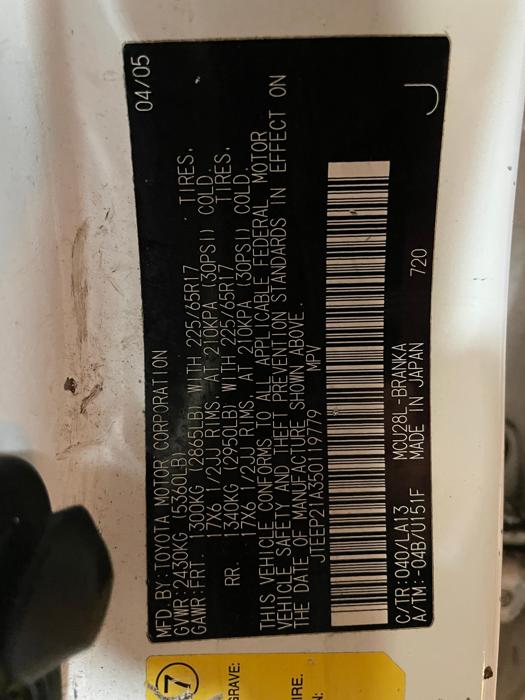 MFD. BY: TOYOTA MOTOR CORPORATION 04/05
GVWR: 2430KG (5360LB)
GAWR: FRT. 1300KG (2865LB) WITH 225/65R17 TIRES,
17X6 1/2JJ RIMS, AT 210KPA (30PSI) COLD.
RR. 1340KG (2950LB) WITH 225/65R17 TIRES,
17X6 1/2JJ RIMS, AT 210KPA (30PSI) COLD.
THIS VEHICLE CONFORMS TO ALL APPLICABLE FEDERAL MOTOR
VEHICLE SAFETY AND THEFT PREVENTION STANDARDS IN EFFECT ON
THE DATE OF MANUFACTURE SHOWN ABOVE.
JTEEP21A350119779 MPV
C/TR: 040/LA13 MCU28L-BRANKA
A/TM: -04B/U151F MADE IN JAPAN 720
J
7
GRAVE:
IRE.
N: